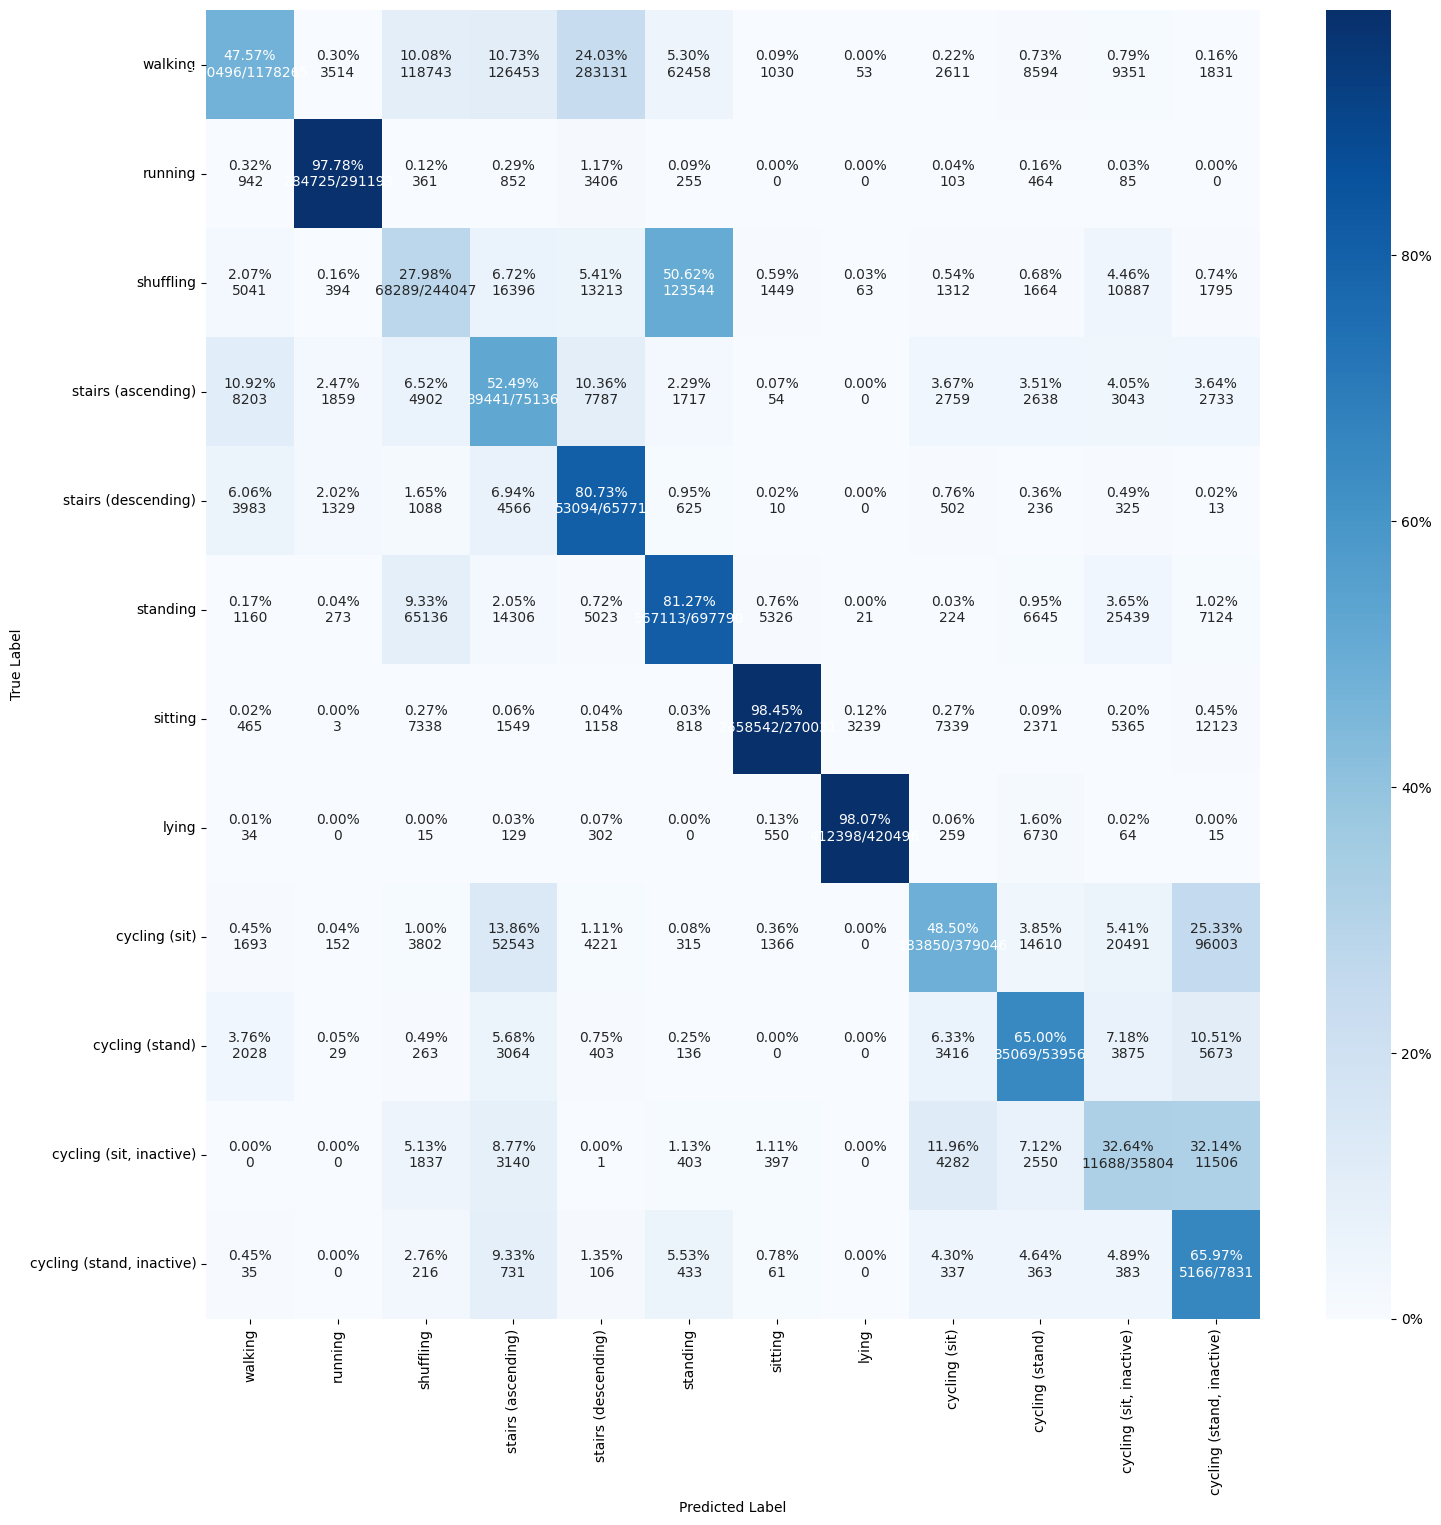 47.57% 0.30% 10.08% 10.73% 24.03% 5.30% 0.09% 0.00% 0.22% 0.73% 0.79% 0.16%
walking 3514 118743 126453 283131 62458 1030 53 2611 8594 9351 1831
0.32% 97.78% 0.12% 0.29% 1.17% 0.09% 0.00% 0.00% 0.04% 0.16% 0.03% 0.00%
running 942 361 852 3406 255 0 0 103 464 85 0
2.07% 0.16% 27.98% 6.72% 5.41% 50.62% 0.59% 0.03% 0.54% 0.68% 4.46% 0.74%
shuffling 5041 394 68289/244047 16396 13213 123544 1449 63 1312 1664 10887 1795
10.92% 2.47% 6.52% 52.49% 10.36% 2.29% 0.07% 0.00% 3.67% 3.51% 4.05% 3.64%
stairs (ascending) 8203 1859 4902 39441/75136 7787 1717 54 0 2759 2638 3043 2733
6.06% 2.02% 1.65% 6.94% 80.73% 0.95% 0.02% 0.00% 0.76% 0.36% 0.49% 0.02%
stairs (descending) 3983 1329 1088 4566 53094/65771 625 10 0 502 236 325 13
0.17% 0.04% 9.33% 2.05% 0.72% 81.27% 0.76% 0.00% 0.03% 0.95% 3.65% 1.02%
standing 1160 273 65136 14306 5023 5326 21 224 6645 25439 7124
True Label
0.02% 0.00% 0.27% 0.06% 0.04% 0.03% 98.45% 0.12% 0.27% 0.09% 0.20% 0.45%
sitting 465 3 7338 1549 1158 818 3239 7339 2371 5365 12123
0.01% 0.00% 0.00% 0.03% 0.07% 0.00% 0.13% 98.07% 0.06% 1.60% 0.02% 0.00%
lying 34 0 15 129 302 0 550 259 6730 64 15
0.45% 0.04% 1.00% 13.86% 1.11% 0.08% 0.36% 0.00% 48.50% 3.85% 5.41% 25.33%
cycling (sit) 1693 152 3802 52543 4221 315 1366 0 14610 20491 96003
3.76% 0.05% 0.49% 5.68% 0.75% 0.25% 0.00% 0.00% 6.33% 65.00% 7.18% 10.51%
cycling (stand) 2028 29 263 3064 403 136 0 0 3416 35069/53956 3875 5673
0.00% 0.00% 5.13% 8.77% 0.00% 1.13% 1.11% 0.00% 11.96% 7.12% 32.64% 32.14%
cycling (sit, inactive) 0 0 1837 3140 1 403 397 0 4282 2550 11688/35804 11506
0.45% 0.00% 2.76% 9.33% 1.35% 5.53% 0.78% 0.00% 4.30% 4.64% 4.89% 65.97%
cycling (stand, inactive) 35 0 216 731 106 433 61 0 337 363 383 5166/7831
walking
running
shuffling
stairs (ascending)
stairs (descending)
standing
sitting
lying
cycling (sit)
cycling (stand)
cycling (sit, inactive)
cycling (stand, inactive)
Predicted Label
80%
60%
40%
20%
0%